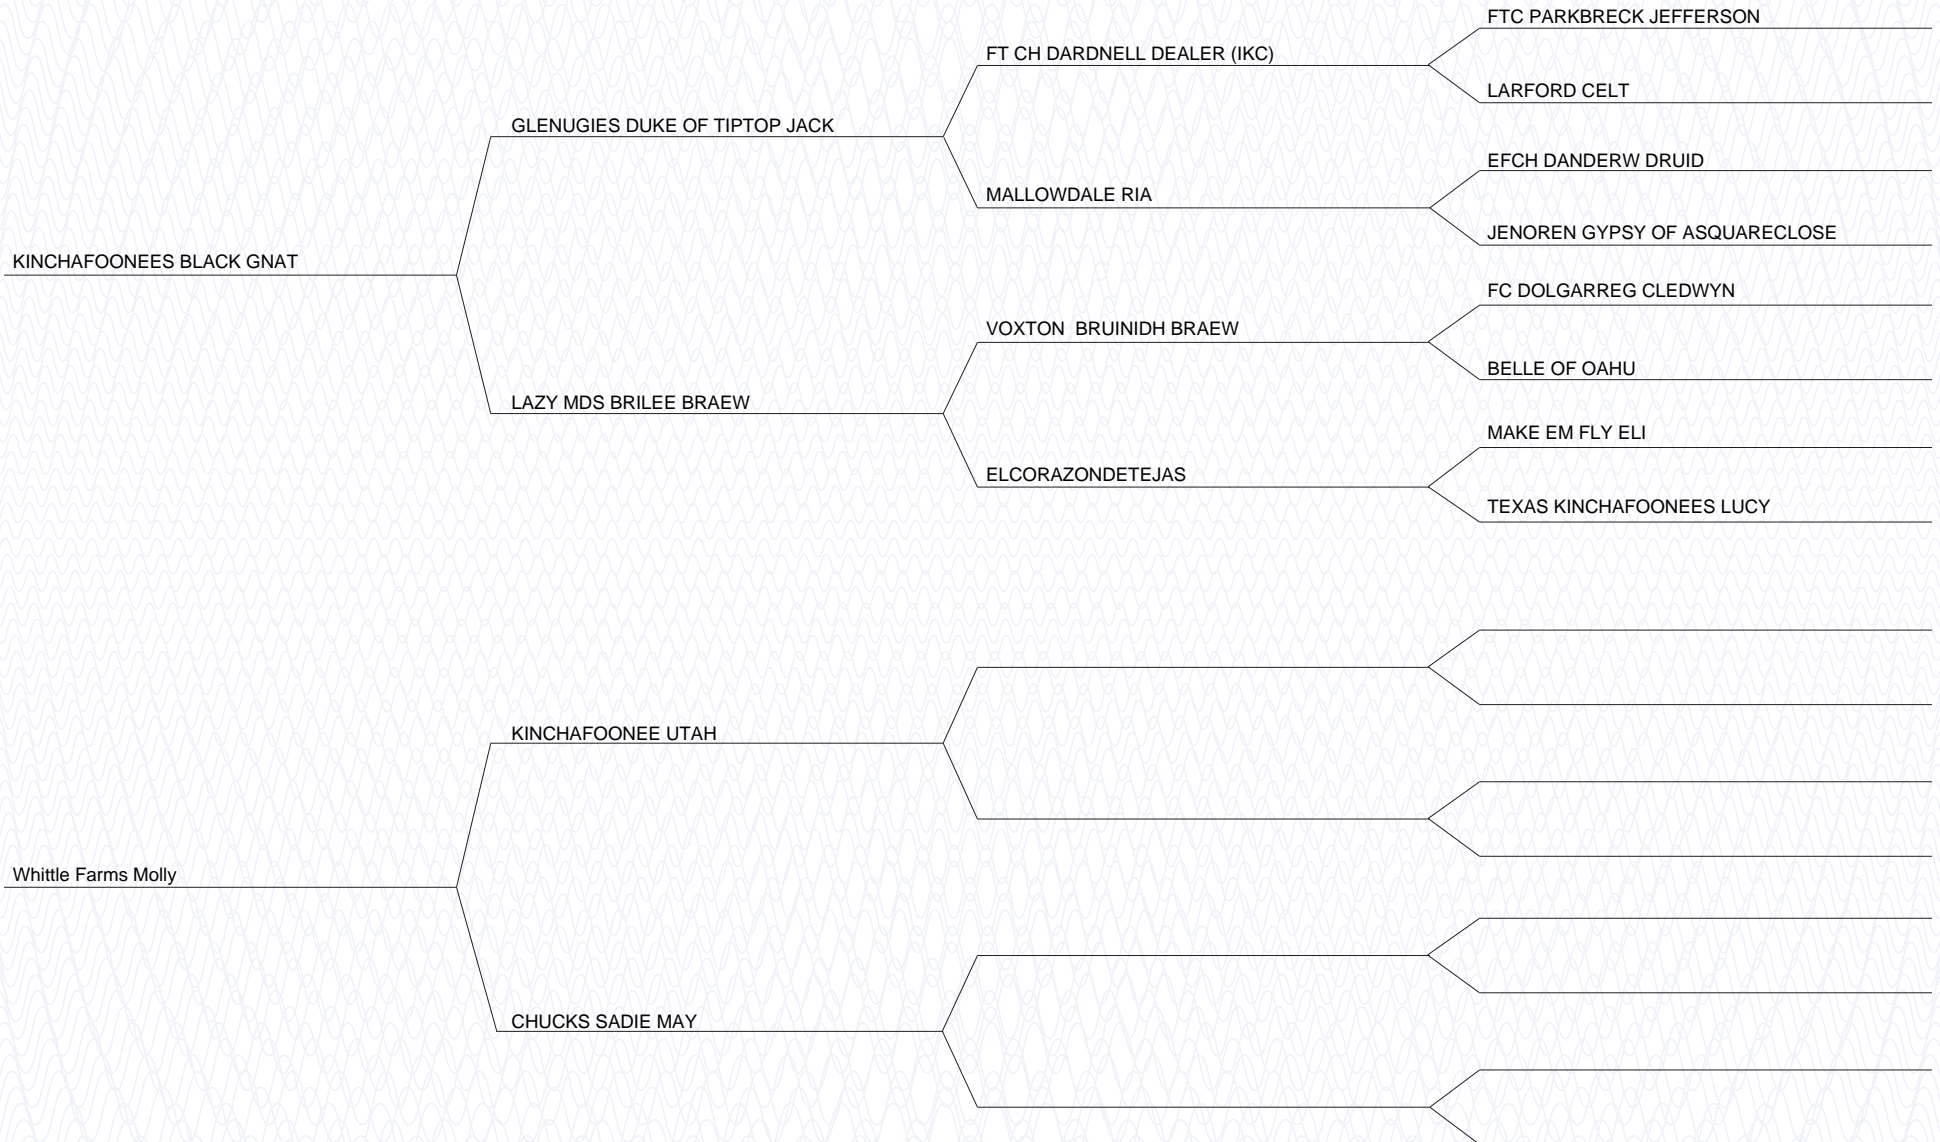 FTC PARKBRECK JEFFERSON
FT CH DARDNELL DEALER (IKC)
LARFORD CELT
GLENUGIES DUKE OF TIPTOP JACK
EFCH DANDERW DRUID
MALLOWDALE RIA
JENOREN GYPSY OF ASQUARECLOSE
KINCHAFOONEES BLACK GNAT
FC DOLGARREG CLEDWYN
VOXTON  BRUINIDH BRAEW
BELLE OF OAHU
LAZY MDS BRILEE BRAEW
MAKE EM FLY ELI
ELCORAZONDETEJAS
TEXAS KINCHAFOONEES LUCY
KINCHAFOONEE UTAH
Whittle Farms Molly
CHUCKS SADIE MAY